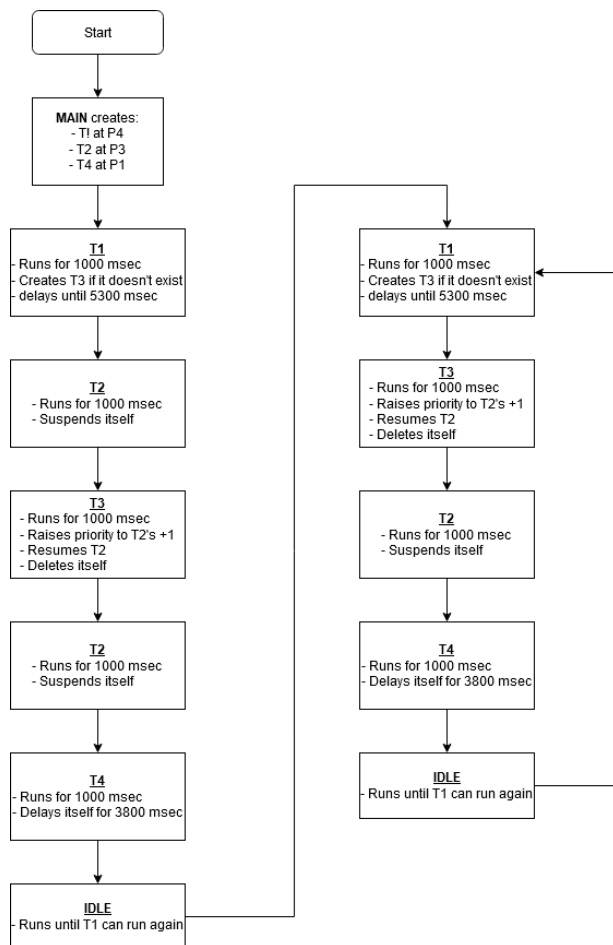 Start
MAIN creates:
- T! at P4
- T2 at P3
- T4 at P1
T1
- Runs for 1000 msec
- Creates T3 if it doesn't exist
- delays until 5300 msec
T2
- Runs for 1000 msec
- Suspends itself
T3
- Runs for 1000 msec
- Raises priority to T2's +1
- Resumes T2
- Deletes itself
T2
- Runs for 1000 msec
- Suspends itself
T4
- Runs for 1000 msec
- Delays itself for 3800 msec
IDLE
- Runs until T1 can run again
T1
- Runs for 1000 msec
- Creates T3 if it doesn't exist
- delays until 5300 msec
T3
- Runs for 1000 msec
- Raises priority to T2's +1
- Resumes T2
- Deletes itself
T2
- Runs for 1000 msec
- Suspends itself
T4
- Runs for 1000 msec
- Delays itself for 3800 msec
IDLE
- Runs until T1 can run again